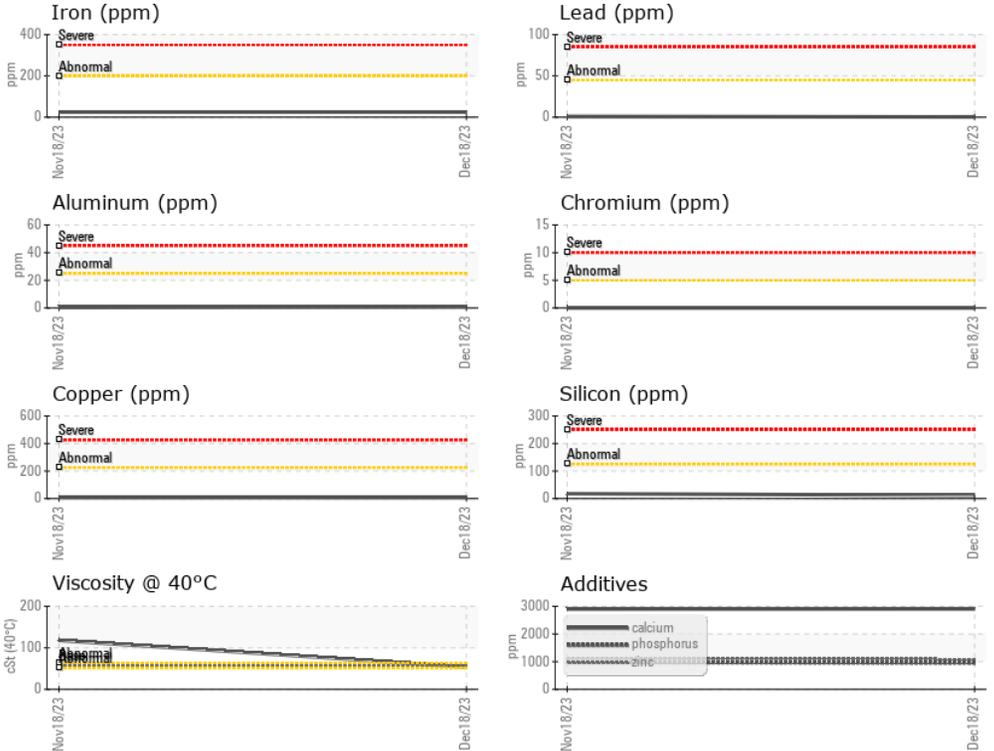 Iron (ppm)
400
200
0
ppm
Severe
Abnormal
Nov18/23
Dec18/23
Lead (ppm)
100
50
0
ppm
Severe
Abnormal
Nov18/23
Dec18/23
Aluminum (ppm)
60
40
20
0
ppm
Severe
Abnormal
Nov18/23
Dec18/23
Chromium (ppm)
15
10
5
0
ppm
Severe
Abnormal
Nov18/23
Dec18/23
Copper (ppm)
600
400
200
0
ppm
Severe
Abnormal
Nov18/23
Dec18/23
Silicon (ppm)
300
200
100
0
ppm
Severe
Abnormal
Nov18/23
Dec18/23
Viscosity @ 40°C
200
100
0
cSt (40°C)
Abnormal
Abnormal
Nov18/23
Dec18/23
Additives
3000
2000
1000
0
ppm
calcium
phosphorus
zinc
Nov18/23
Dec18/23